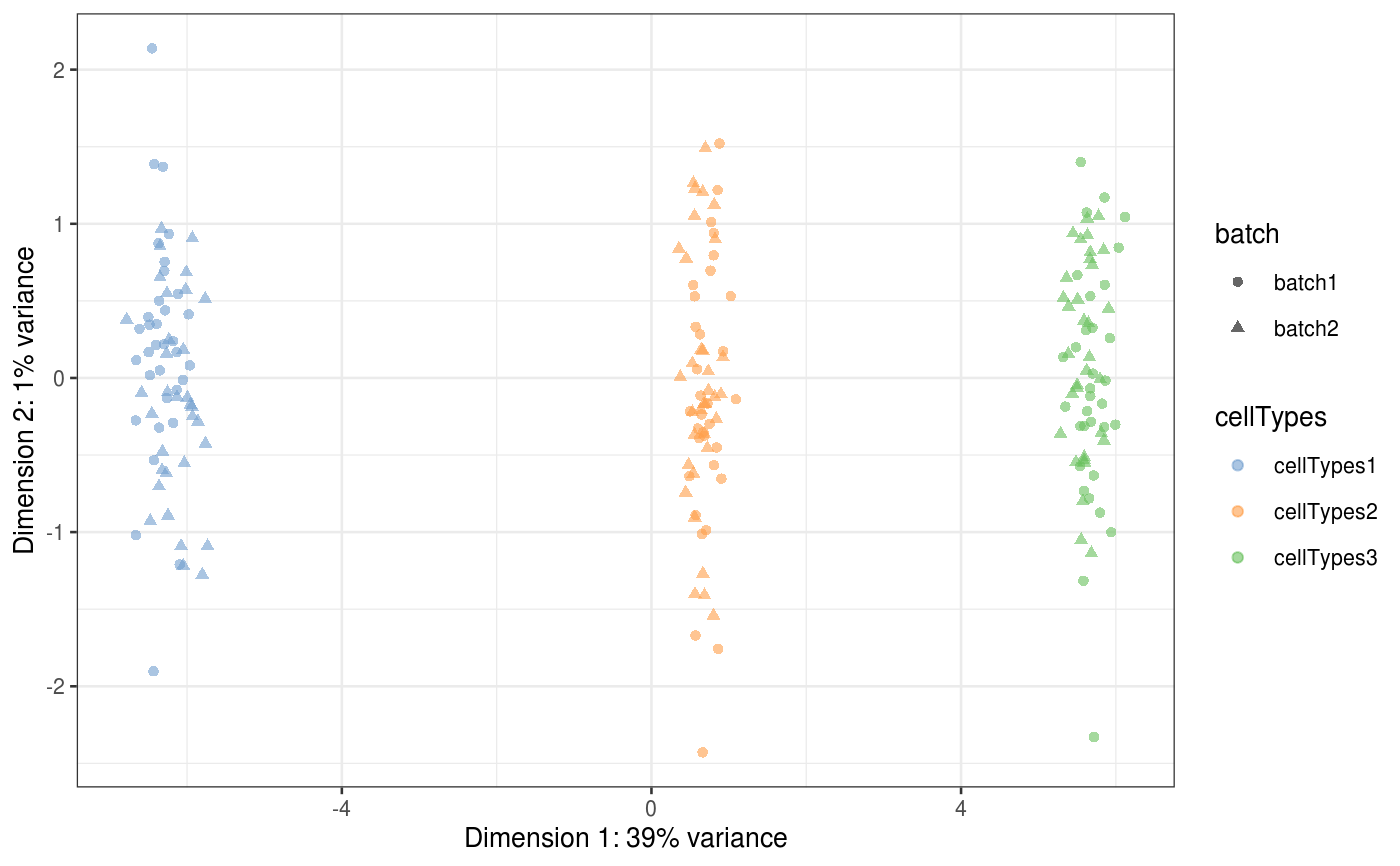 2
1
0
-1
-2
Dimension 2: 1% variance
-4
0
4
Dimension 1: 39% variance
batch
batch1
batch2
cellTypes
cellTypes1
cellTypes2
cellTypes3